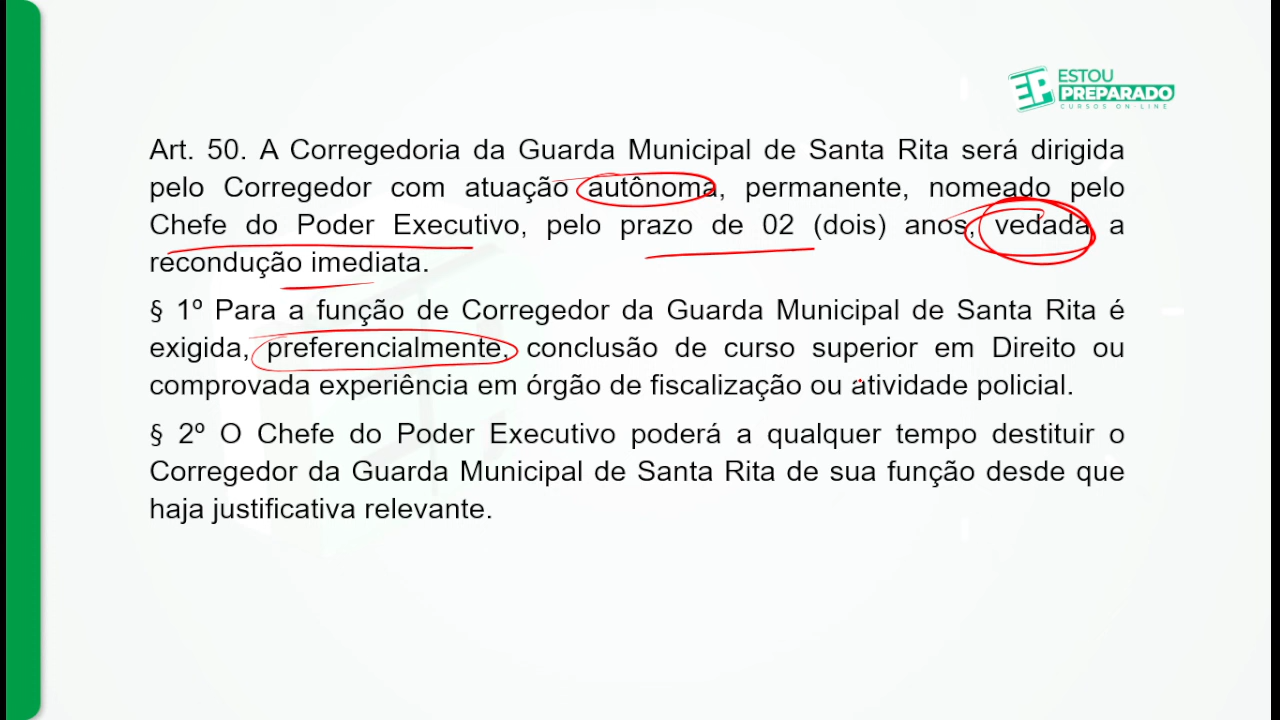 ESTOU
PREPARADO
CURSOS ON-LINE
Art. 50. A Corregedoria da Guarda Municipal de Santa Rita será dirigida
pelo Corregedor com atuação autônoma, permanente, nomeado pelo
Chefe do Poder Executivo, pelo prazo de 02 (dois) anos, vedada a
recondução imediata.
§ 1º Para a função de Corregedor da Guarda Municipal de Santa Rita é
exigida, preferencialmente, conclusão de curso superior em Direito ou
comprovada experiência em órgão de fiscalização ou atividade policial.
§ 2º O Chefe do Poder Executivo poderá a qualquer tempo destituir o
Corregedor da Guarda Municipal de Santa Rita de sua função desde que
haja justificativa relevante.